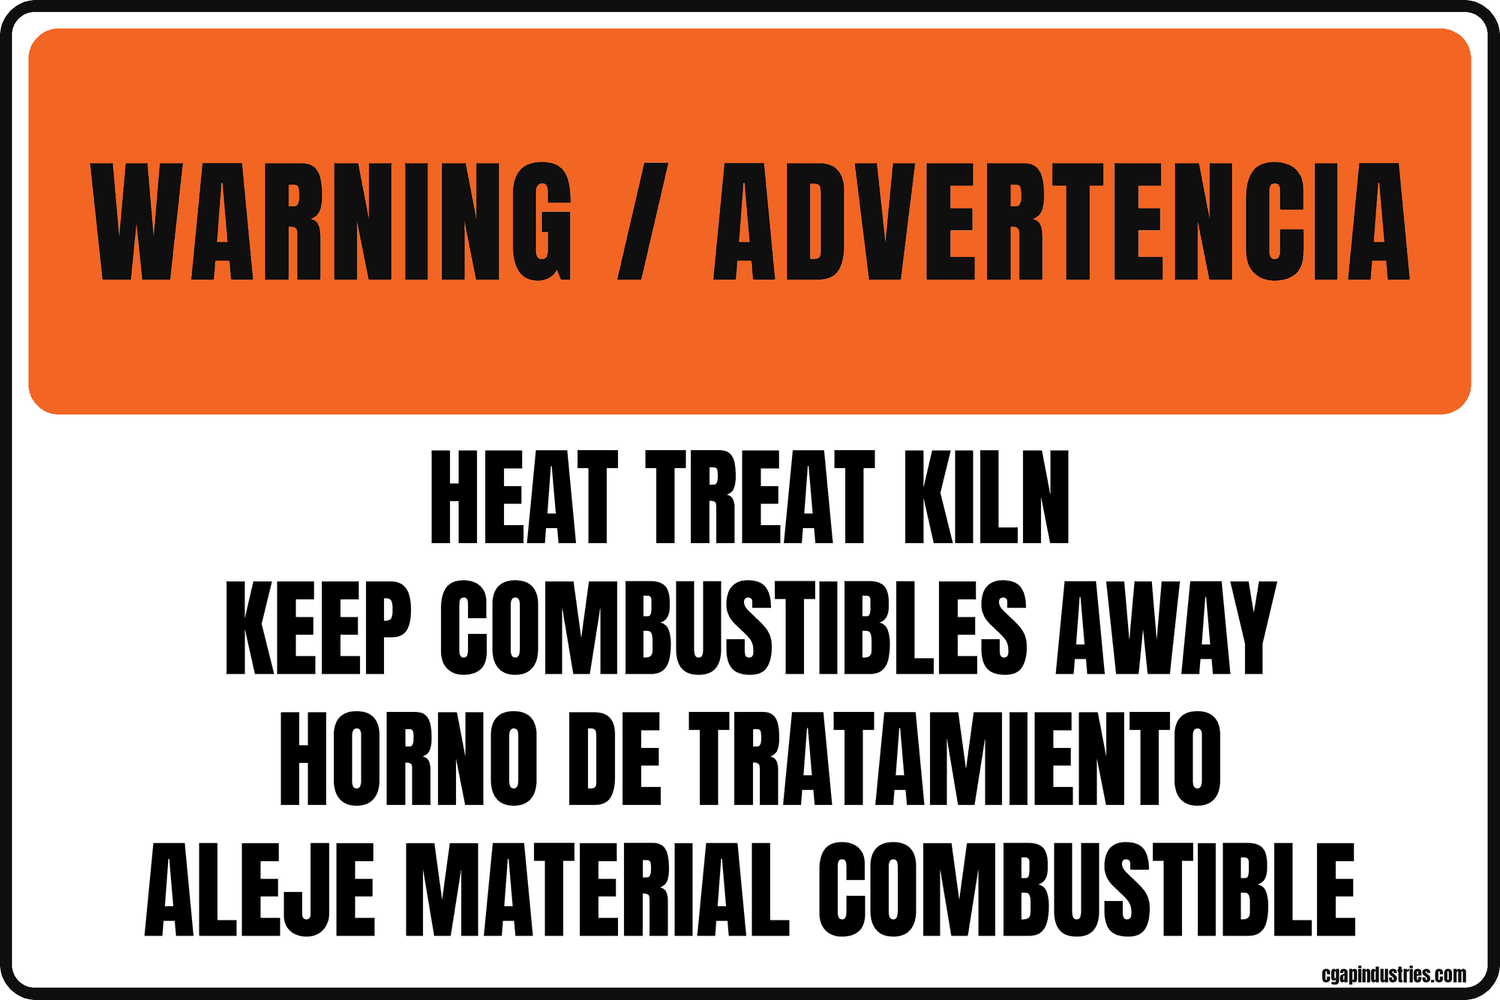 WARNING / ADVERTENCIA
HEAT TREAT KILN
KEEP COMBUSTIBLES AWAY
HORNO DE TRATAMIENTO
ALEJE MATERIAL COMBUSTIBLE
cgapindustries.com